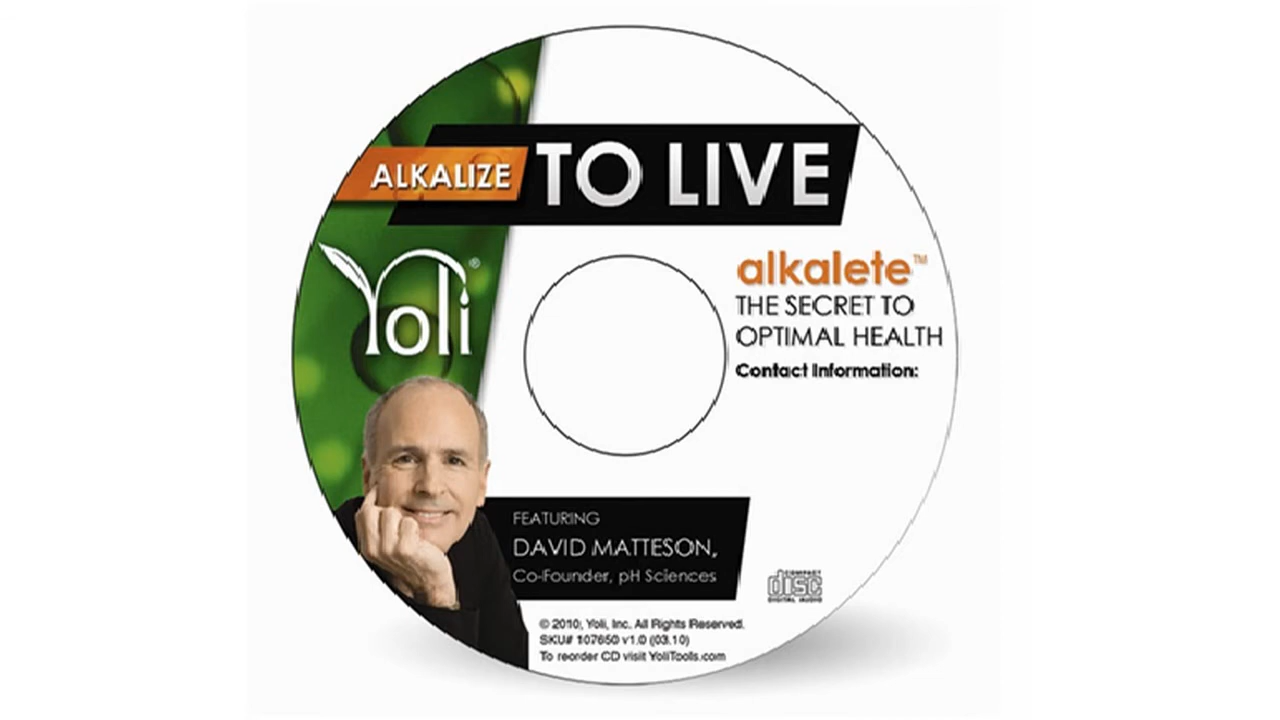 ALKALIZE TO LIVE
Yoli®
alkalete™
THE SECRET TO
OPTIMAL HEALTH
Contact Information:
FEATURING
DAVID MATTESON,
Co-Founder, pH Sciences
COMPACT
disc
DIGITAL AUDIO
© 2010, Yoli, Inc. All Rights Reserved.
SKU# 107650 v1.0 (03.10)
To reorder CD visit YoliTools.com